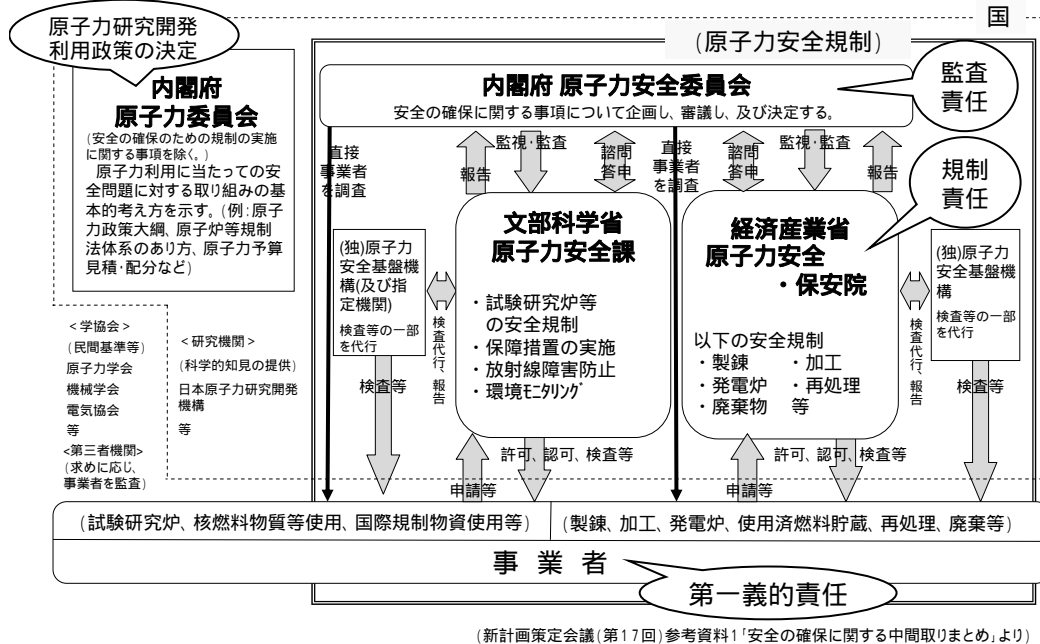 国
原子力研究開発
利用政策の決定
(原子力安全規制)
内閣府
原子力委員会
(安全の確保のための規制の実施
に関する事項を除く。)
原子力利用に当たっての安
全問題に対する取り組みの基
本的考え方を示す。(例:原子
力政策大綱、原子炉等規制
法体系のあり方、原子力予算
見積・配分など)
内閣府 原子力安全委員会
安全の確保に関する事項について企画し、審議し、及び決定する。
監査
責任
直接
事業者
を調査
報告
監視・監査
諮問
答申
直接
事業者
を調査
諮問
答申
監視・監査
報告
規制
責任
(独)原子力
安全基盤機
構(及び指
定機関)
検査等の一部
を代行
検査代行、報告
文部科学省
原子力安全課
・試験研究炉等
の安全規制
・保障措置の実施
・放射線障害防止
・環境モニタリング
経済産業省
原子力安全
・保安院
以下の安全規制
・製錬 ・加工
・発電炉 ・再処理
・廃棄物 等
検査代行、報告
(独)原子力
安全基盤機
構
検査等の一部
を代行
<学協会>
(民間基準等)
原子力学会
機械学会
電気協会
等
<第三者機関>
(求めに応じ、
事業者を監査)
<研究機関>
(科学的知見の提供)
日本原子力研究開発
機構
等
検査等
申請等
許可、認可、検査等
申請等
許可、認可、検査等
検査等
(試験研究炉、核燃料物質等使用、国際規制物資使用等)
(製錬、加工、発電炉、使用済燃料貯蔵、再処理、廃棄等)
事 業 者
第一義的責任
(新計画策定会議(第17回)参考資料1「安全の確保に関する中間取りまとめ」より)